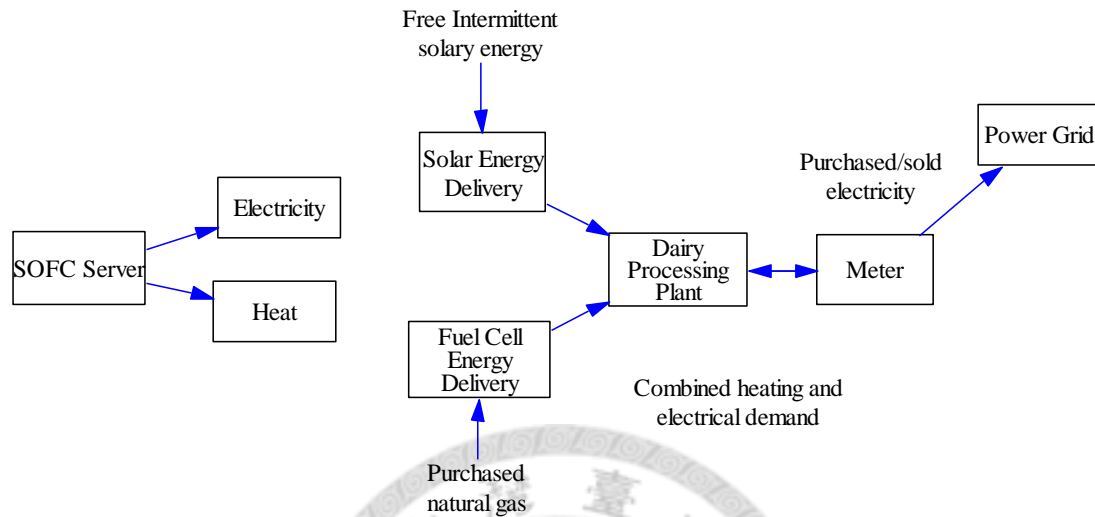 Free Intermittent
solary energy
Solar Energy
Delivery
Power Grid
Purchased/sold
electricity
Electricity
SOFC Server
Heat
Dairy
Processing
Plant
Meter
Fuel Cell
Energy
Delivery
Combined heating and
electrical demand
Purchased
natural gas
臺